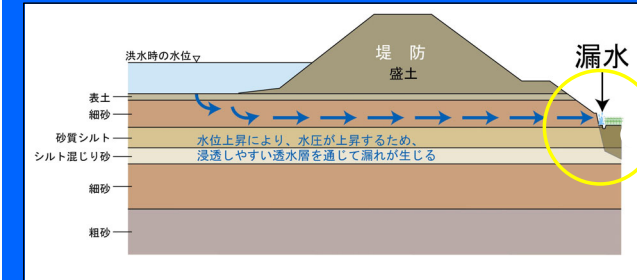 堤防
盛土
漏水
洪水時の水位▽
表土
細砂
砂質シルト
シルト混じり砂
細砂
粗砂
水位上昇により、水圧が上昇するため、
浸透しやすい透水層を通じて漏れが生じる